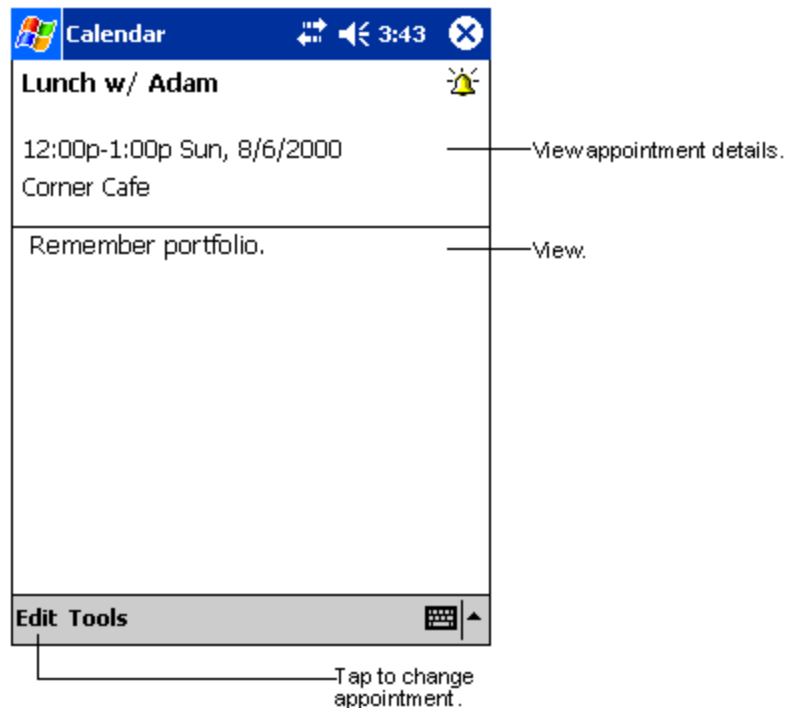 Calendar 3:43
Lunch w/ Adam
12:00p-1:00p Sun, 8/6/2000
View appointment details.
Corner Cafe
Remember portfolio.
View.
Edit Tools
Tap to change
appointment.